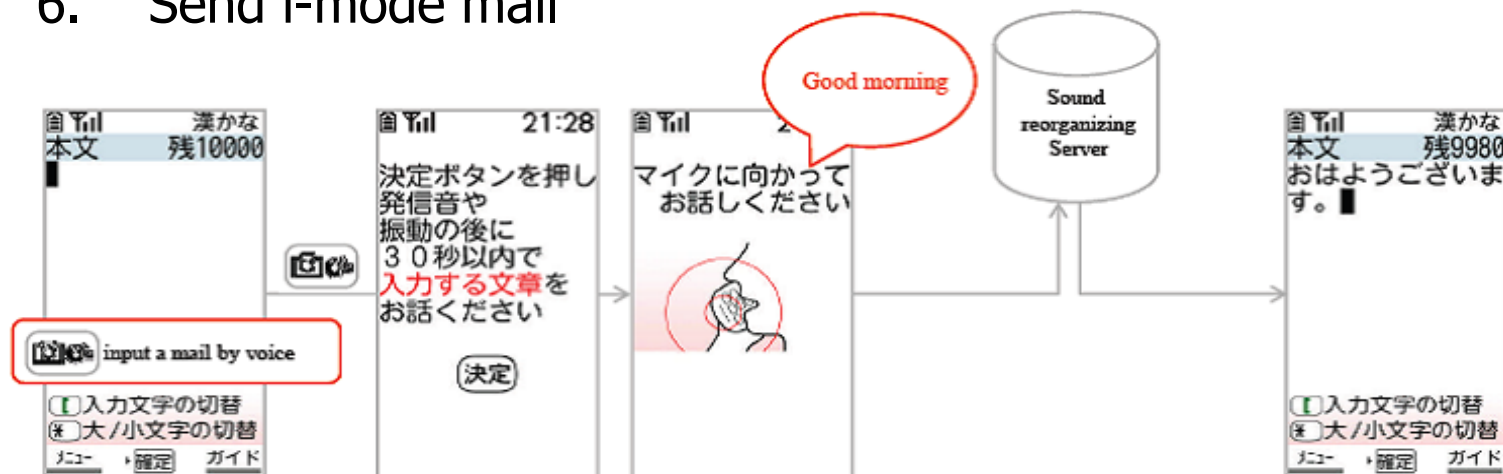 6. Send i-mode mail
漢かな
本文 残10000
input a mail by voice
入力文字の切替
* 大/小文字の切替
ﾒﾆｭｰ 確定 ガイド
21:28
決定ボタンを押し
発信音や
振動の後に
３０秒以内で
入力する文章を
お話ください
決定
2
マイクに向かって
お話しください
Good morning
Sound
reorganizing
Server
漢かな
本文 残9980
おはようございま
す。
入力文字の切替
* 大/小文字の切替
ﾒﾆｭｰ 確定 ガイド